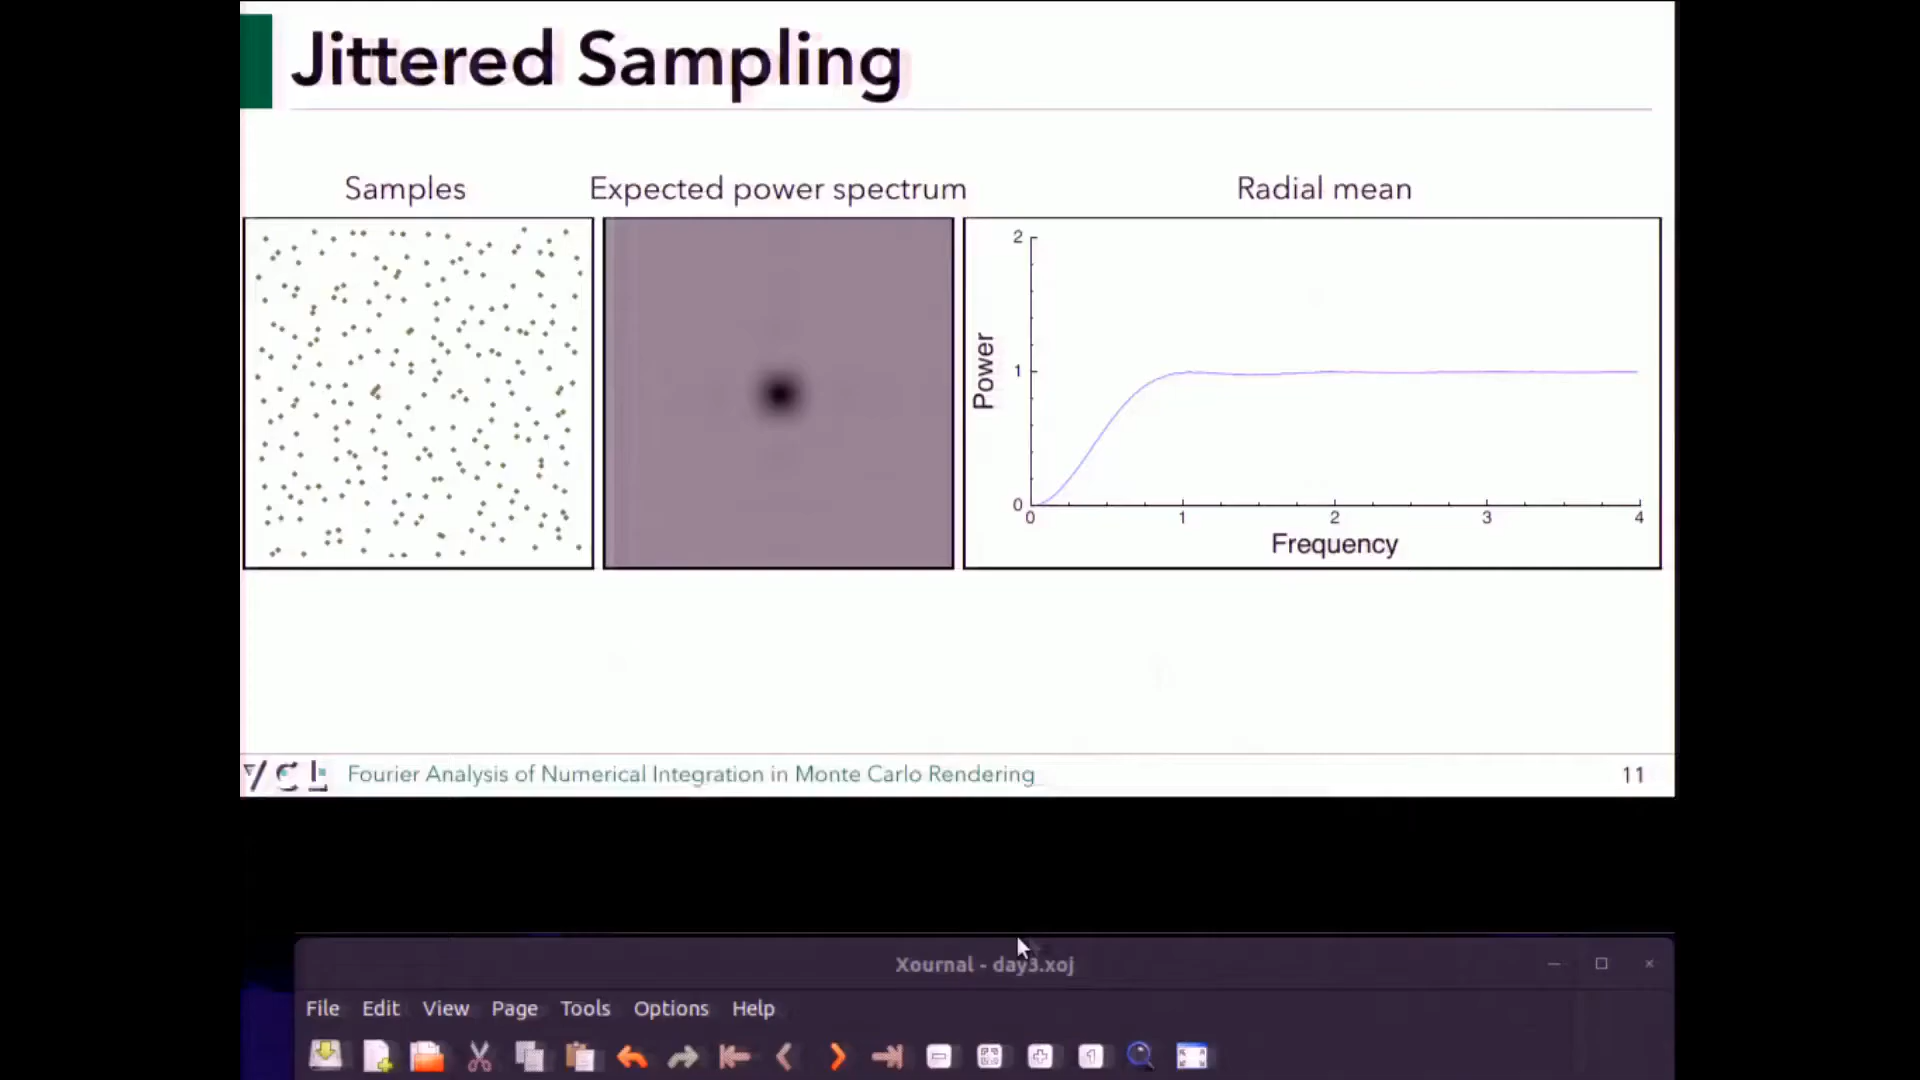 Jittered Sampling
Samples
Expected power spectrum
Radial mean
2
1
0
Power
0 1 2 3 4
Frequency
VCL Fourier Analysis of Numerical Integration in Monte Carlo Rendering 11
Xournal - day3.xoj
File Edit View Page Tools Options Help